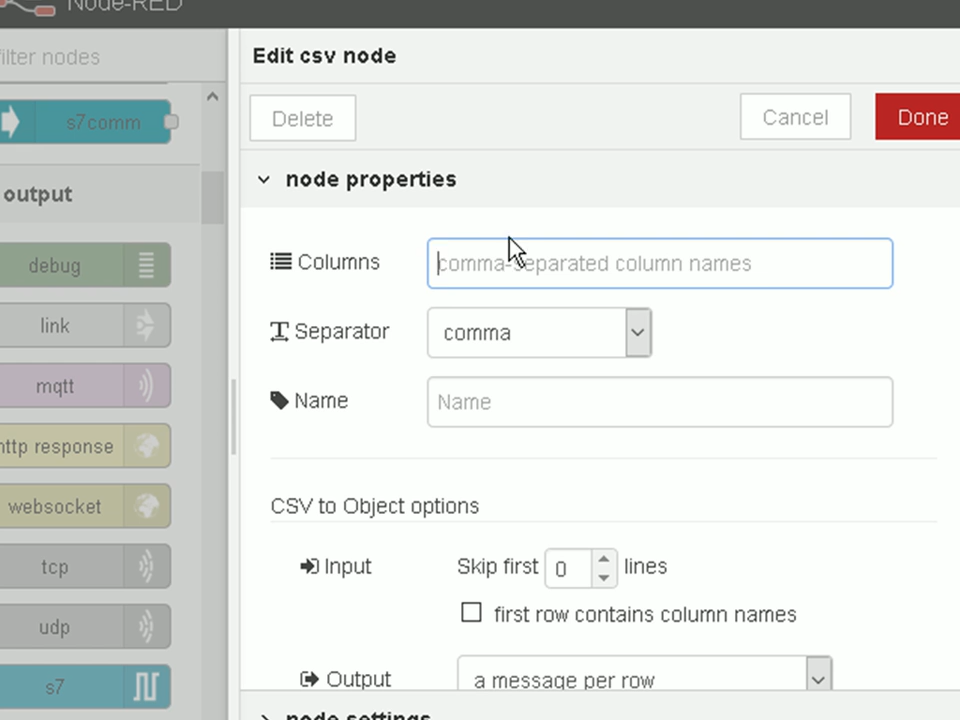 Node-RED
filter nodes
s7comm
output
debug
link
mqtt
http response
websocket
tcp
udp
s7
Edit csv node
Delete
Cancel
Done
node properties
Columns
comma-separated column names
Separator
comma
Name
Name
CSV to Object options
Input
Skip first 0 lines
first row contains column names
Output
a message per row
node settings